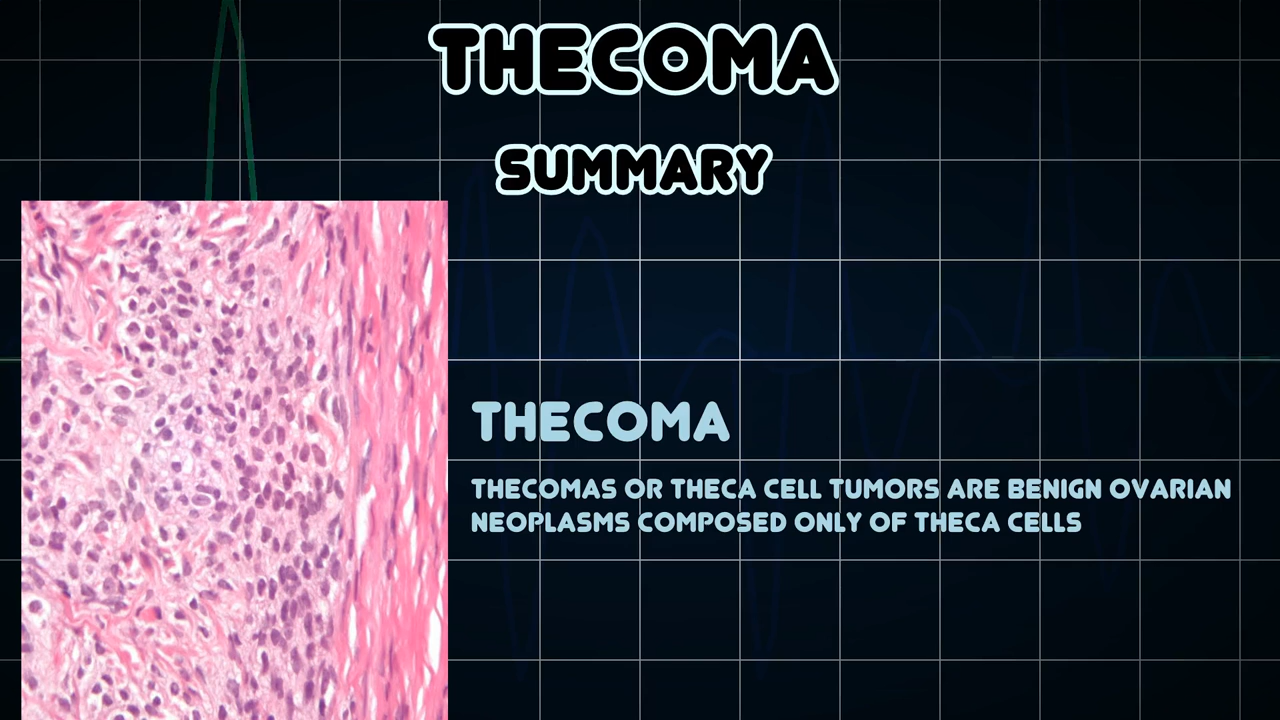 THECOMA
SUMMARY
THECOMA
THECOMAS OR THECA CELL TUMORS ARE BENIGN OVARIAN
NEOPLASMS COMPOSED ONLY OF THECA CELLS